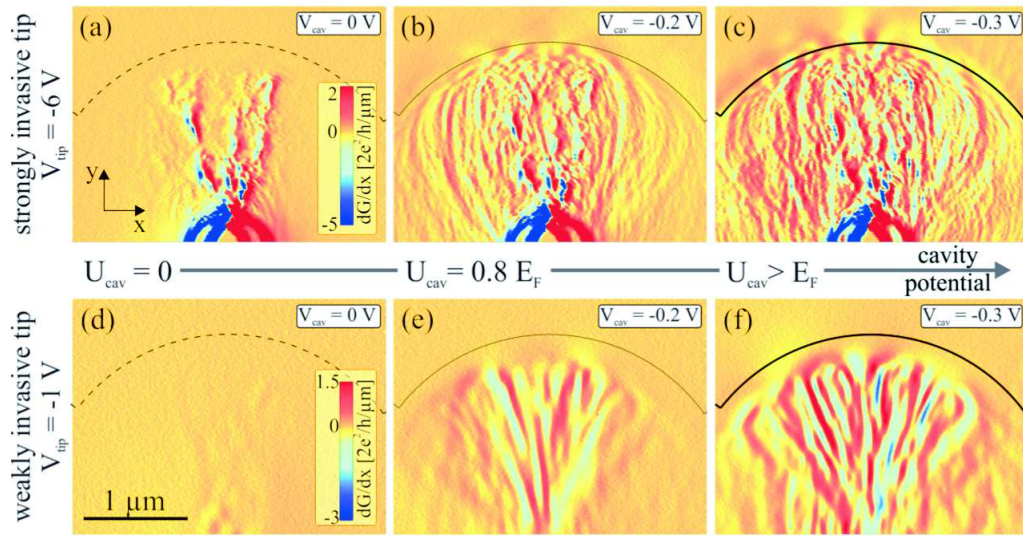 strongly invasive tip
V_tip = -6 V
(a)
V_cav = 0 V
2
0
-5
dG/dx [2e²/h/μm]
y
x
(b)
V_cav = -0.2 V
(c)
V_cav = -0.3 V
U_cav = 0
U_cav = 0.8 E_F
U_cav > E_F
cavity
potential
weakly invasive tip
V_tip = -1 V
(d)
V_cav = 0 V
1.5
0
-3
dG/dx [2e²/h/μm]
1 μm
(e)
V_cav = -0.2 V
(f)
V_cav = -0.3 V